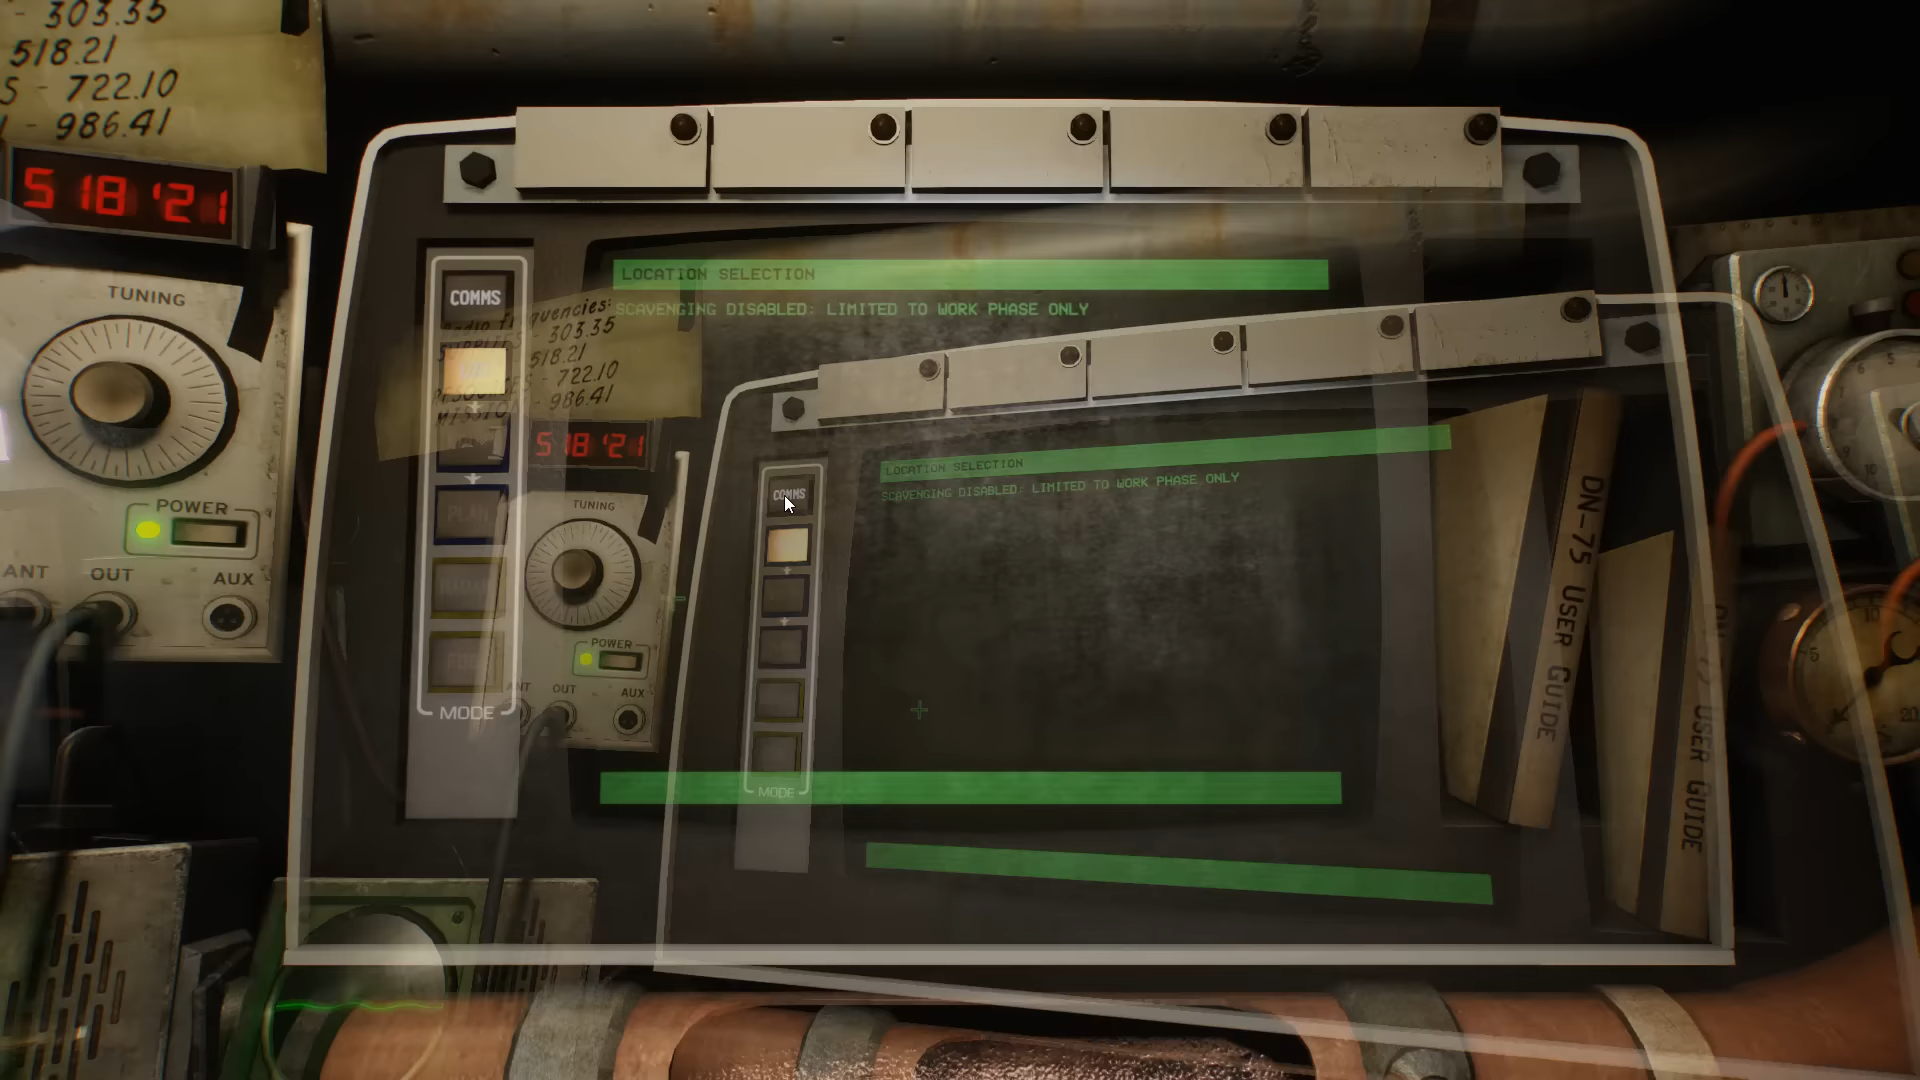 303.35
518.21
S - 722.10
- 986.41
518 '21
TUNING
POWER
ANT OUT AUX
COMMS
MODE
LOCATION SELECTION
SCAVENGING DISABLED: LIMITED TO WORK PHASE ONLY
Radio frequencies:
- 303.35
518.21
- 722.10
- 986.41
518 '21
TUNING
POWER
ANT OUT AUX
COMMS
MODE
LOCATION SELECTION
SCAVENGING DISABLED: LIMITED TO WORK PHASE ONLY
DN-75 USER GUIDE
USER GUIDE